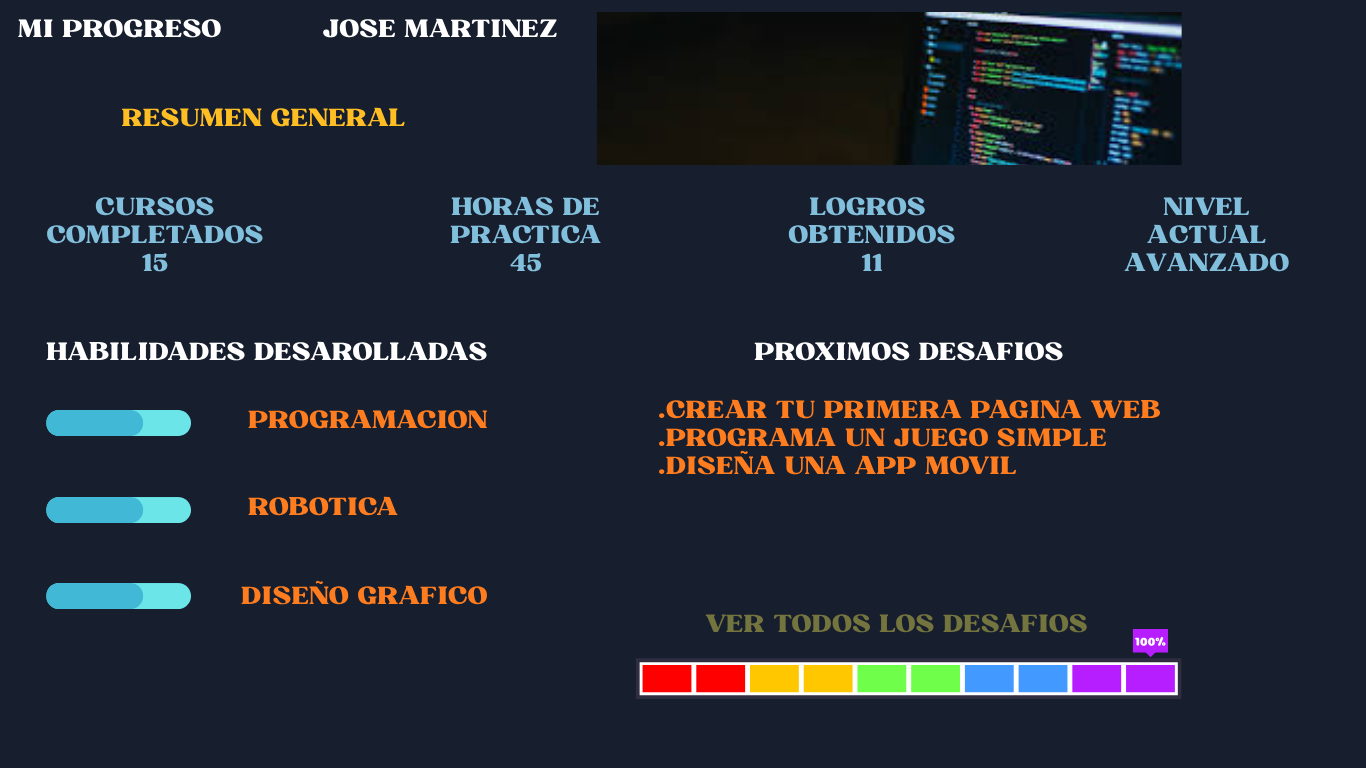 MI PROGRESO
JOSE MARTINEZ
RESUMEN GENERAL
CURSOS
COMPLETADOS
15
HORAS DE
PRACTICA
45
LOGROS
OBTENIDOS
11
NIVEL
ACTUAL
AVANZADO
HABILIDADES DESAROLLADAS
PROGRAMACION
ROBOTICA
DISEÑO GRAFICO
PROXIMOS DESAFIOS
.CREAR TU PRIMERA PAGINA WEB
.PROGRAMA UN JUEGO SIMPLE
.DISEÑA UNA APP MOVIL
VER TODOS LOS DESAFIOS
100%